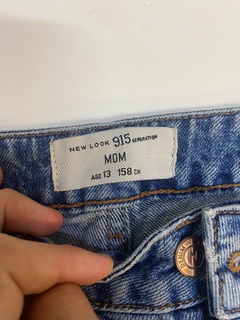 NEW LOOK 915 GENERATION
MOM
AGE 13 158 CM